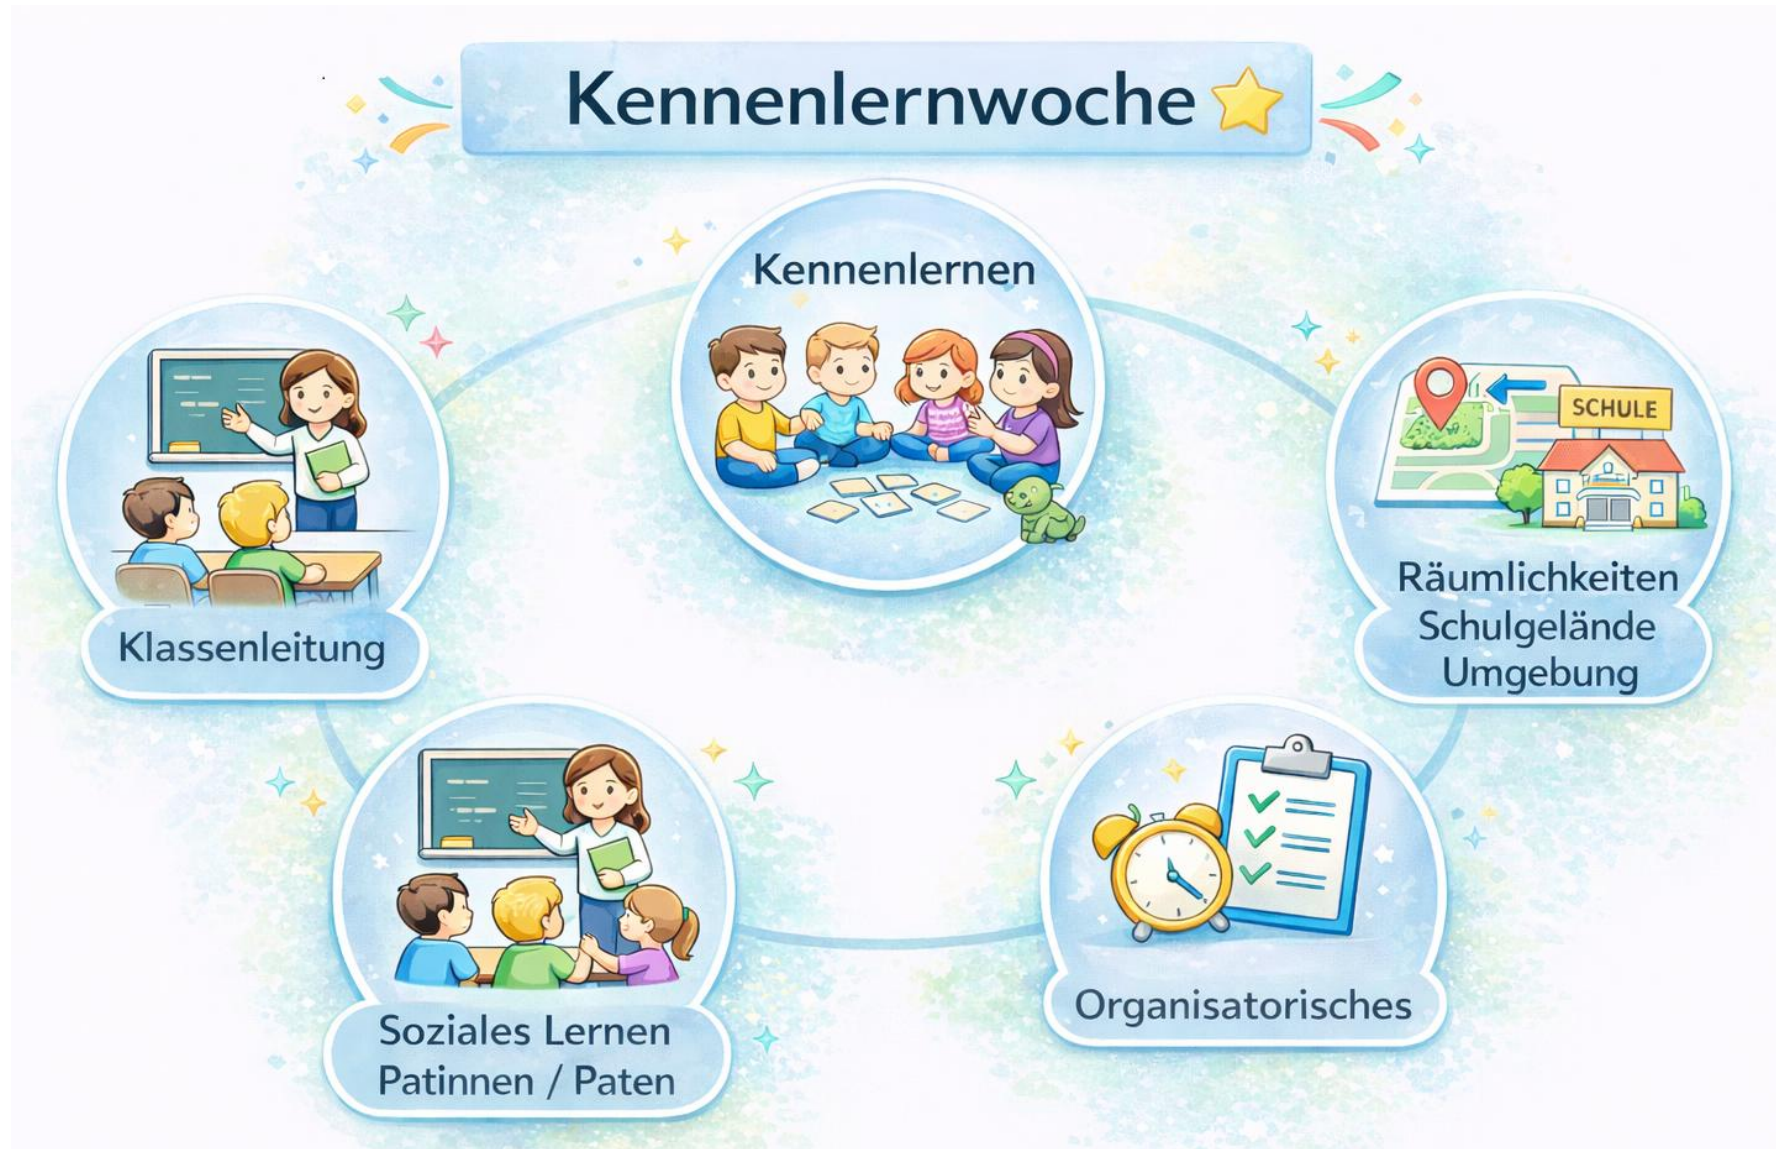 Kennenlernwoche
Kennenlernen
Klassenleitung
SCHULE
Räumlichkeiten
Schulgelände
Umgebung
Soziales Lernen
Patinnen / Paten
Organisatorisches